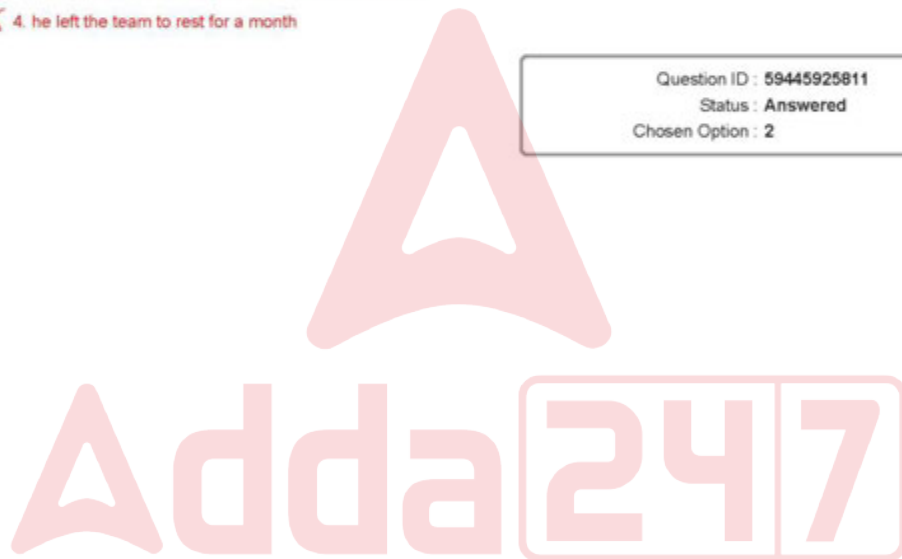 4. he left the team to rest for a month
Question ID : 59445925811
Status : Answered
Chosen Option : 2
Adda247